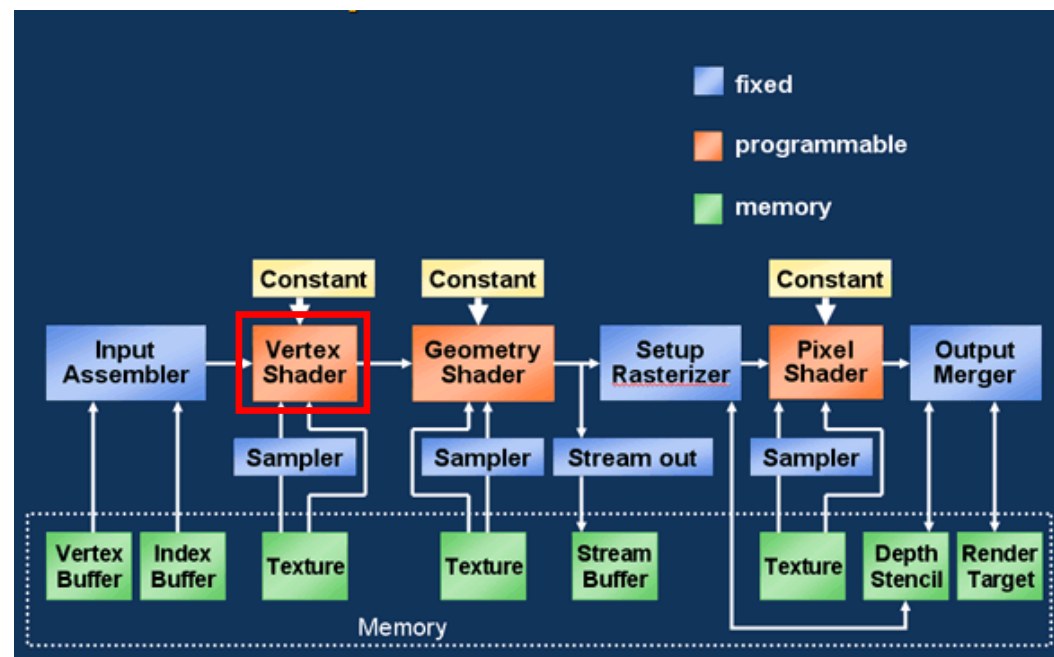 fixed
programmable
memory
Constant
Constant
Constant
Input
Assembler
Vertex
Shader
Geometry
Shader
Setup
Rasterizer
Pixel
Shader
Output
Merger
Sampler
Sampler
Stream out
Sampler
Vertex
Buffer
Index
Buffer
Texture
Texture
Stream
Buffer
Texture
Depth
Stencil
Render
Target
Memory